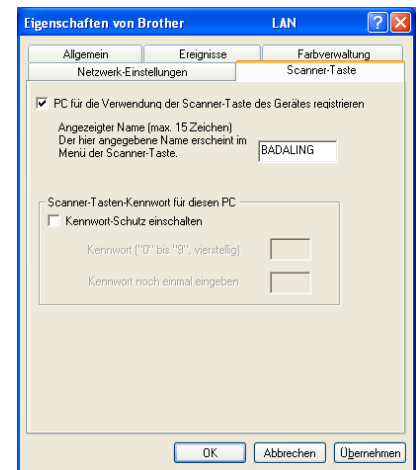 Eigenschaften von Brother LAN
Allgemein Ereignisse Farbverwaltung
Netzwerk-Einstellungen Scanner-Taste
PC für die Verwendung der Scanner-Taste des Gerätes registrieren
Angezeigter Name (max. 15 Zeichen)
Der hier angegebene Name erscheint im
Menü der Scanner-Taste.
BADALING
Scanner-Tasten-Kennwort für diesen PC
Kennwort-Schutz einschalten
Kennwort ("0" bis "9", vierstellig)
Kennwort noch einmal eingeben
OK Abbrechen Übernehmen